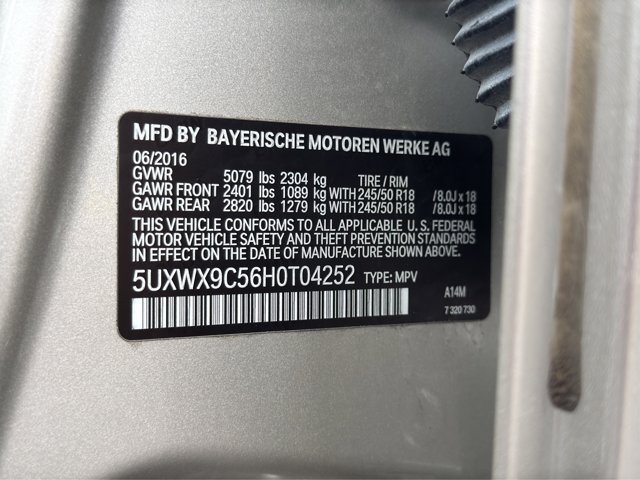 MFD BY BAYERISCHE MOTOREN WERKE AG
06/2016
GVWR 5079 lbs 2304 kg TIRE / RIM
GAWR FRONT 2401 lbs 1089 kg WITH 245/50 R18 /8.0J x 18
GAWR REAR 2820 lbs 1279 kg WITH 245/50 R18 /8.0J x 18
THIS VEHICLE CONFORMS TO ALL APPLICABLE U. S. FEDERAL
MOTOR VEHICLE SAFETY AND THEFT PREVENTION STANDARDS
IN EFFECT ON THE DATE OF MANUFACTURE SHOWN ABOVE.
5UXWX9C56H0T04252 TYPE: MPV
A14M
7 320 730